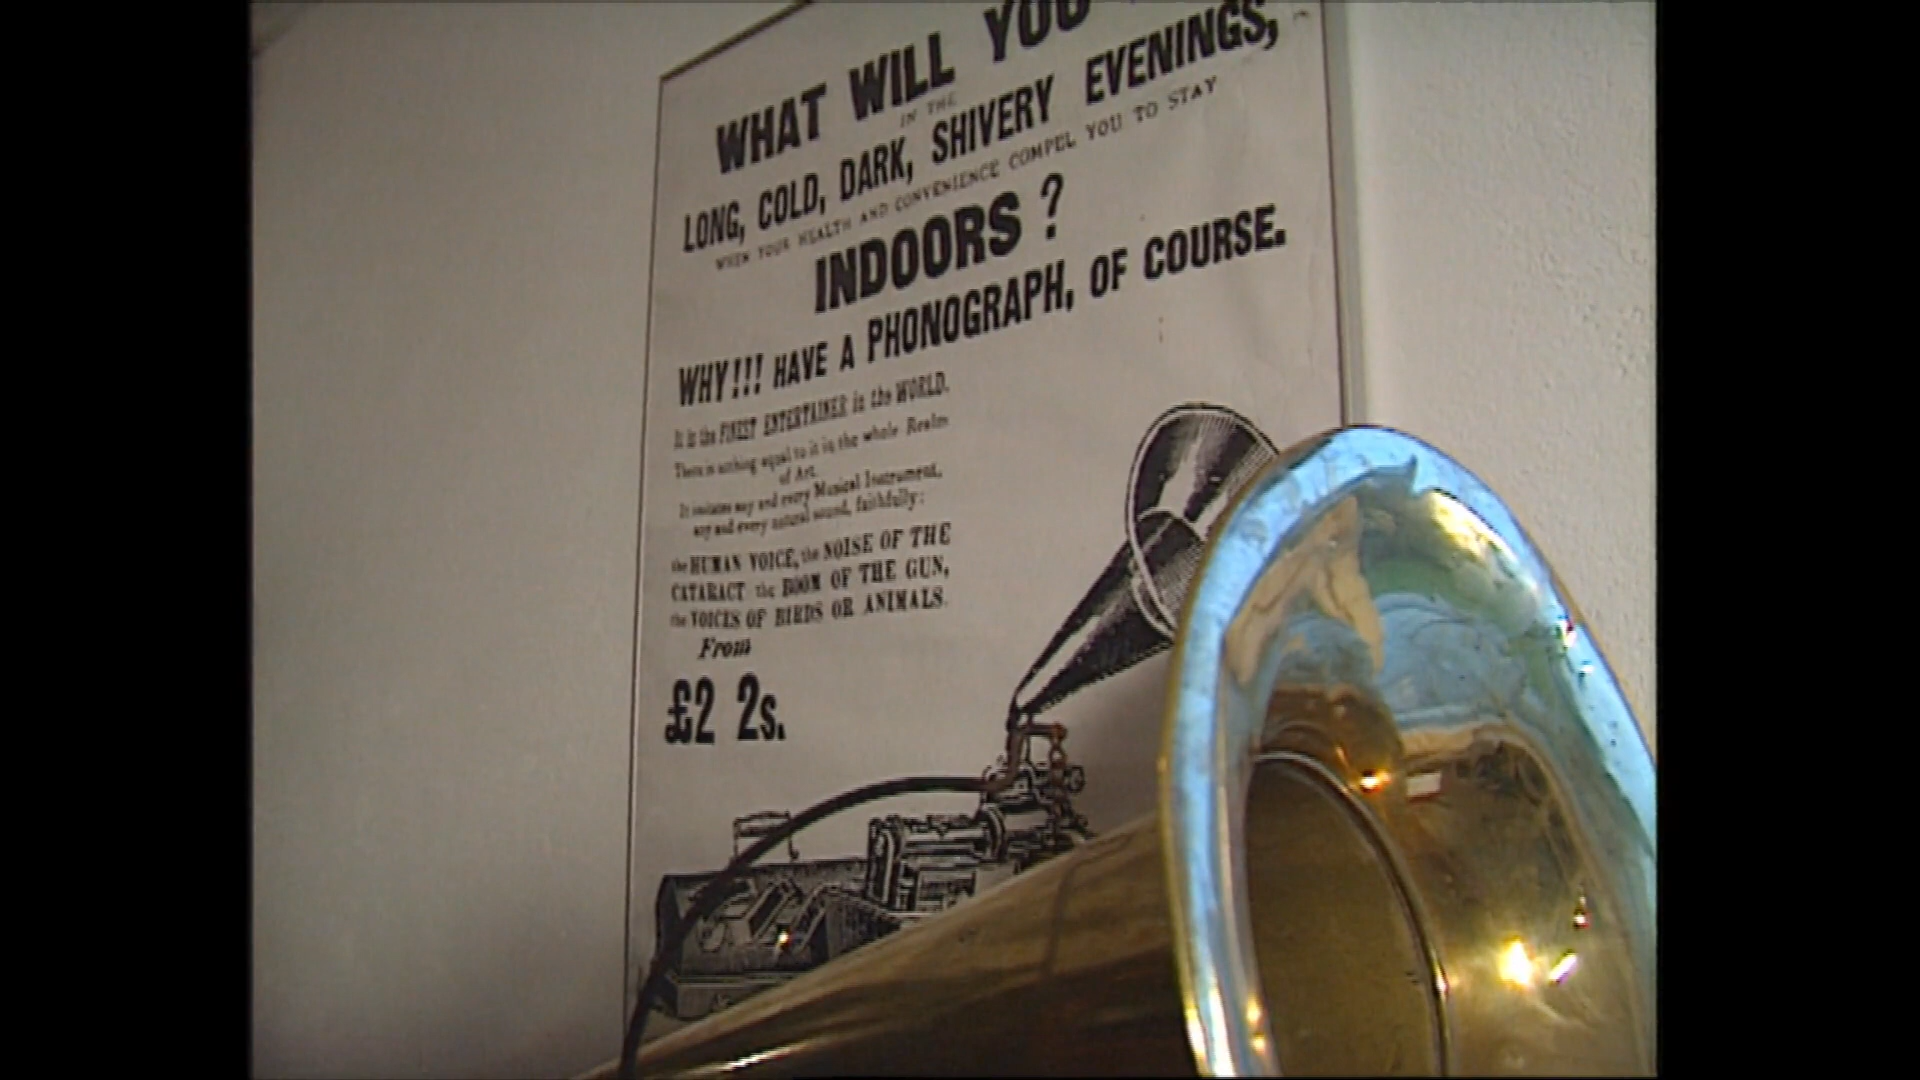 WHAT WILL YOU
IN THE
LONG, COLD, DARK, SHIVERY EVENINGS,
WHEN YOUR HEALTH AND CONVENIENCE COMPEL YOU TO STAY
INDOORS?
WHY!!! HAVE A PHONOGRAPH, OF COURSE.
It is the FINEST ENTERTAINER in the WORLD.
There is nothing equal to it in the whole Realm
of Art.
It imitates any and every Musical Instrument,
any and every natural sound, faithfully:
the HUMAN VOICE, the NOISE OF THE
CATARACT the BOOM OF THE GUN,
the VOICES OF BIRDS OR ANIMALS.
From
£2 2s.